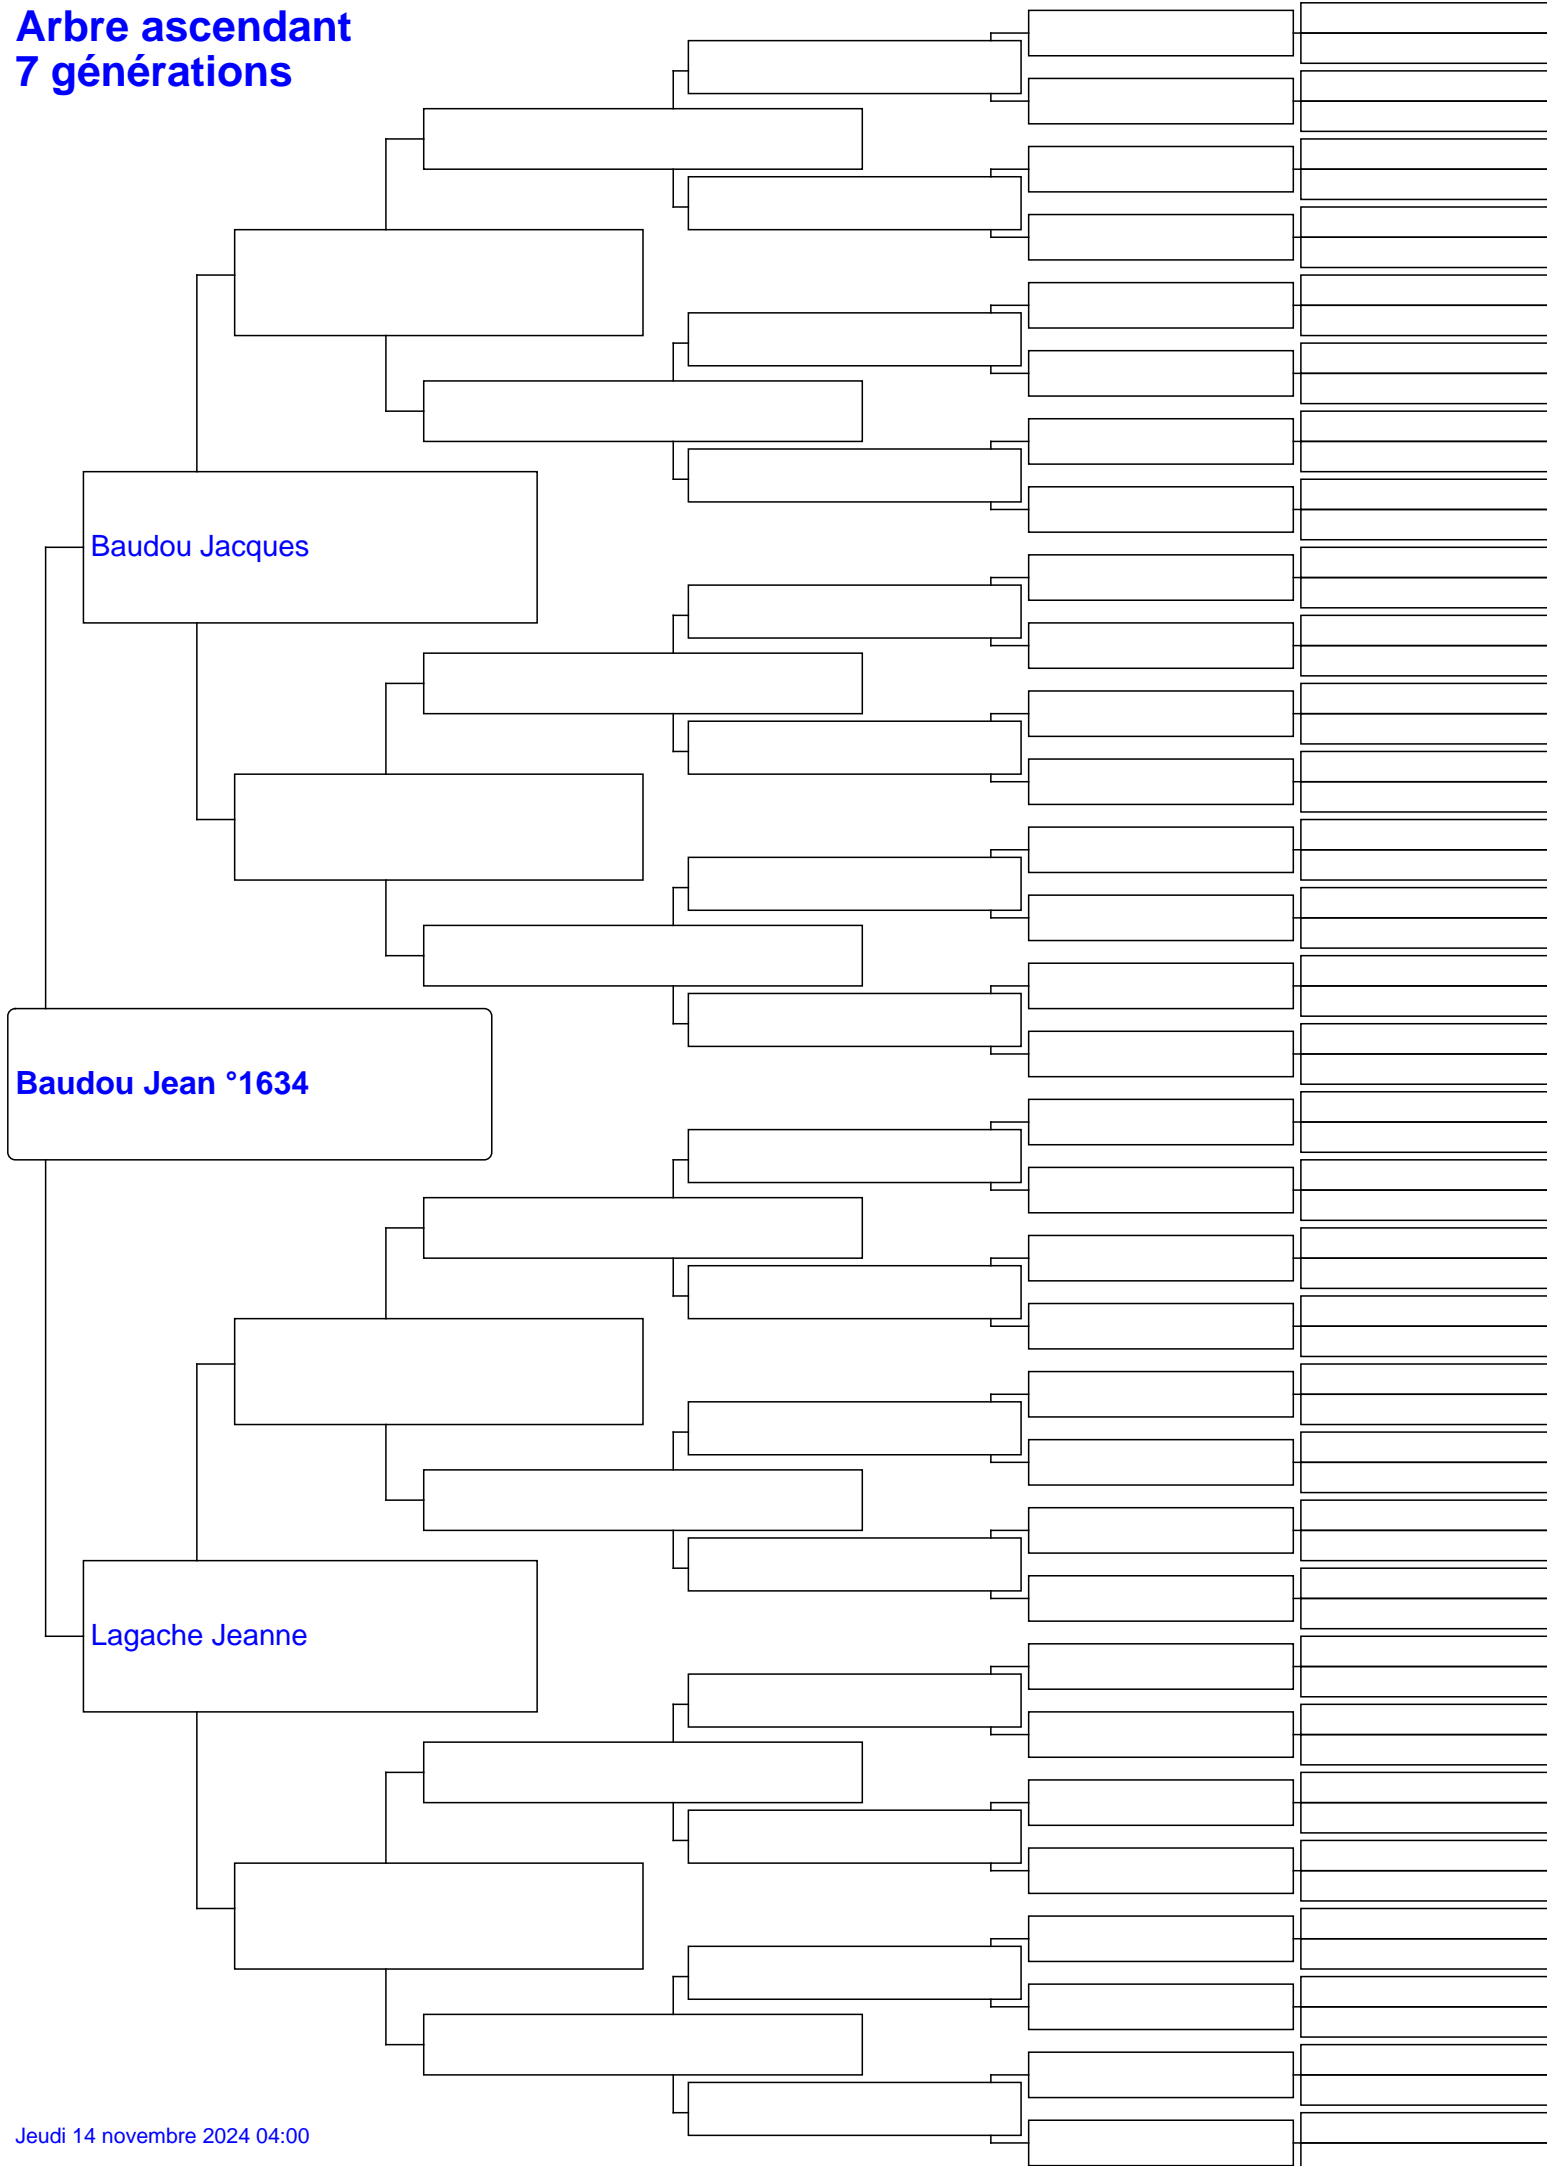 Arbre ascendant
7 générations
Baudou Jacques
Baudou Jean °1634
Lagache Jeanne
Jeudi 14 novembre 2024 04:00